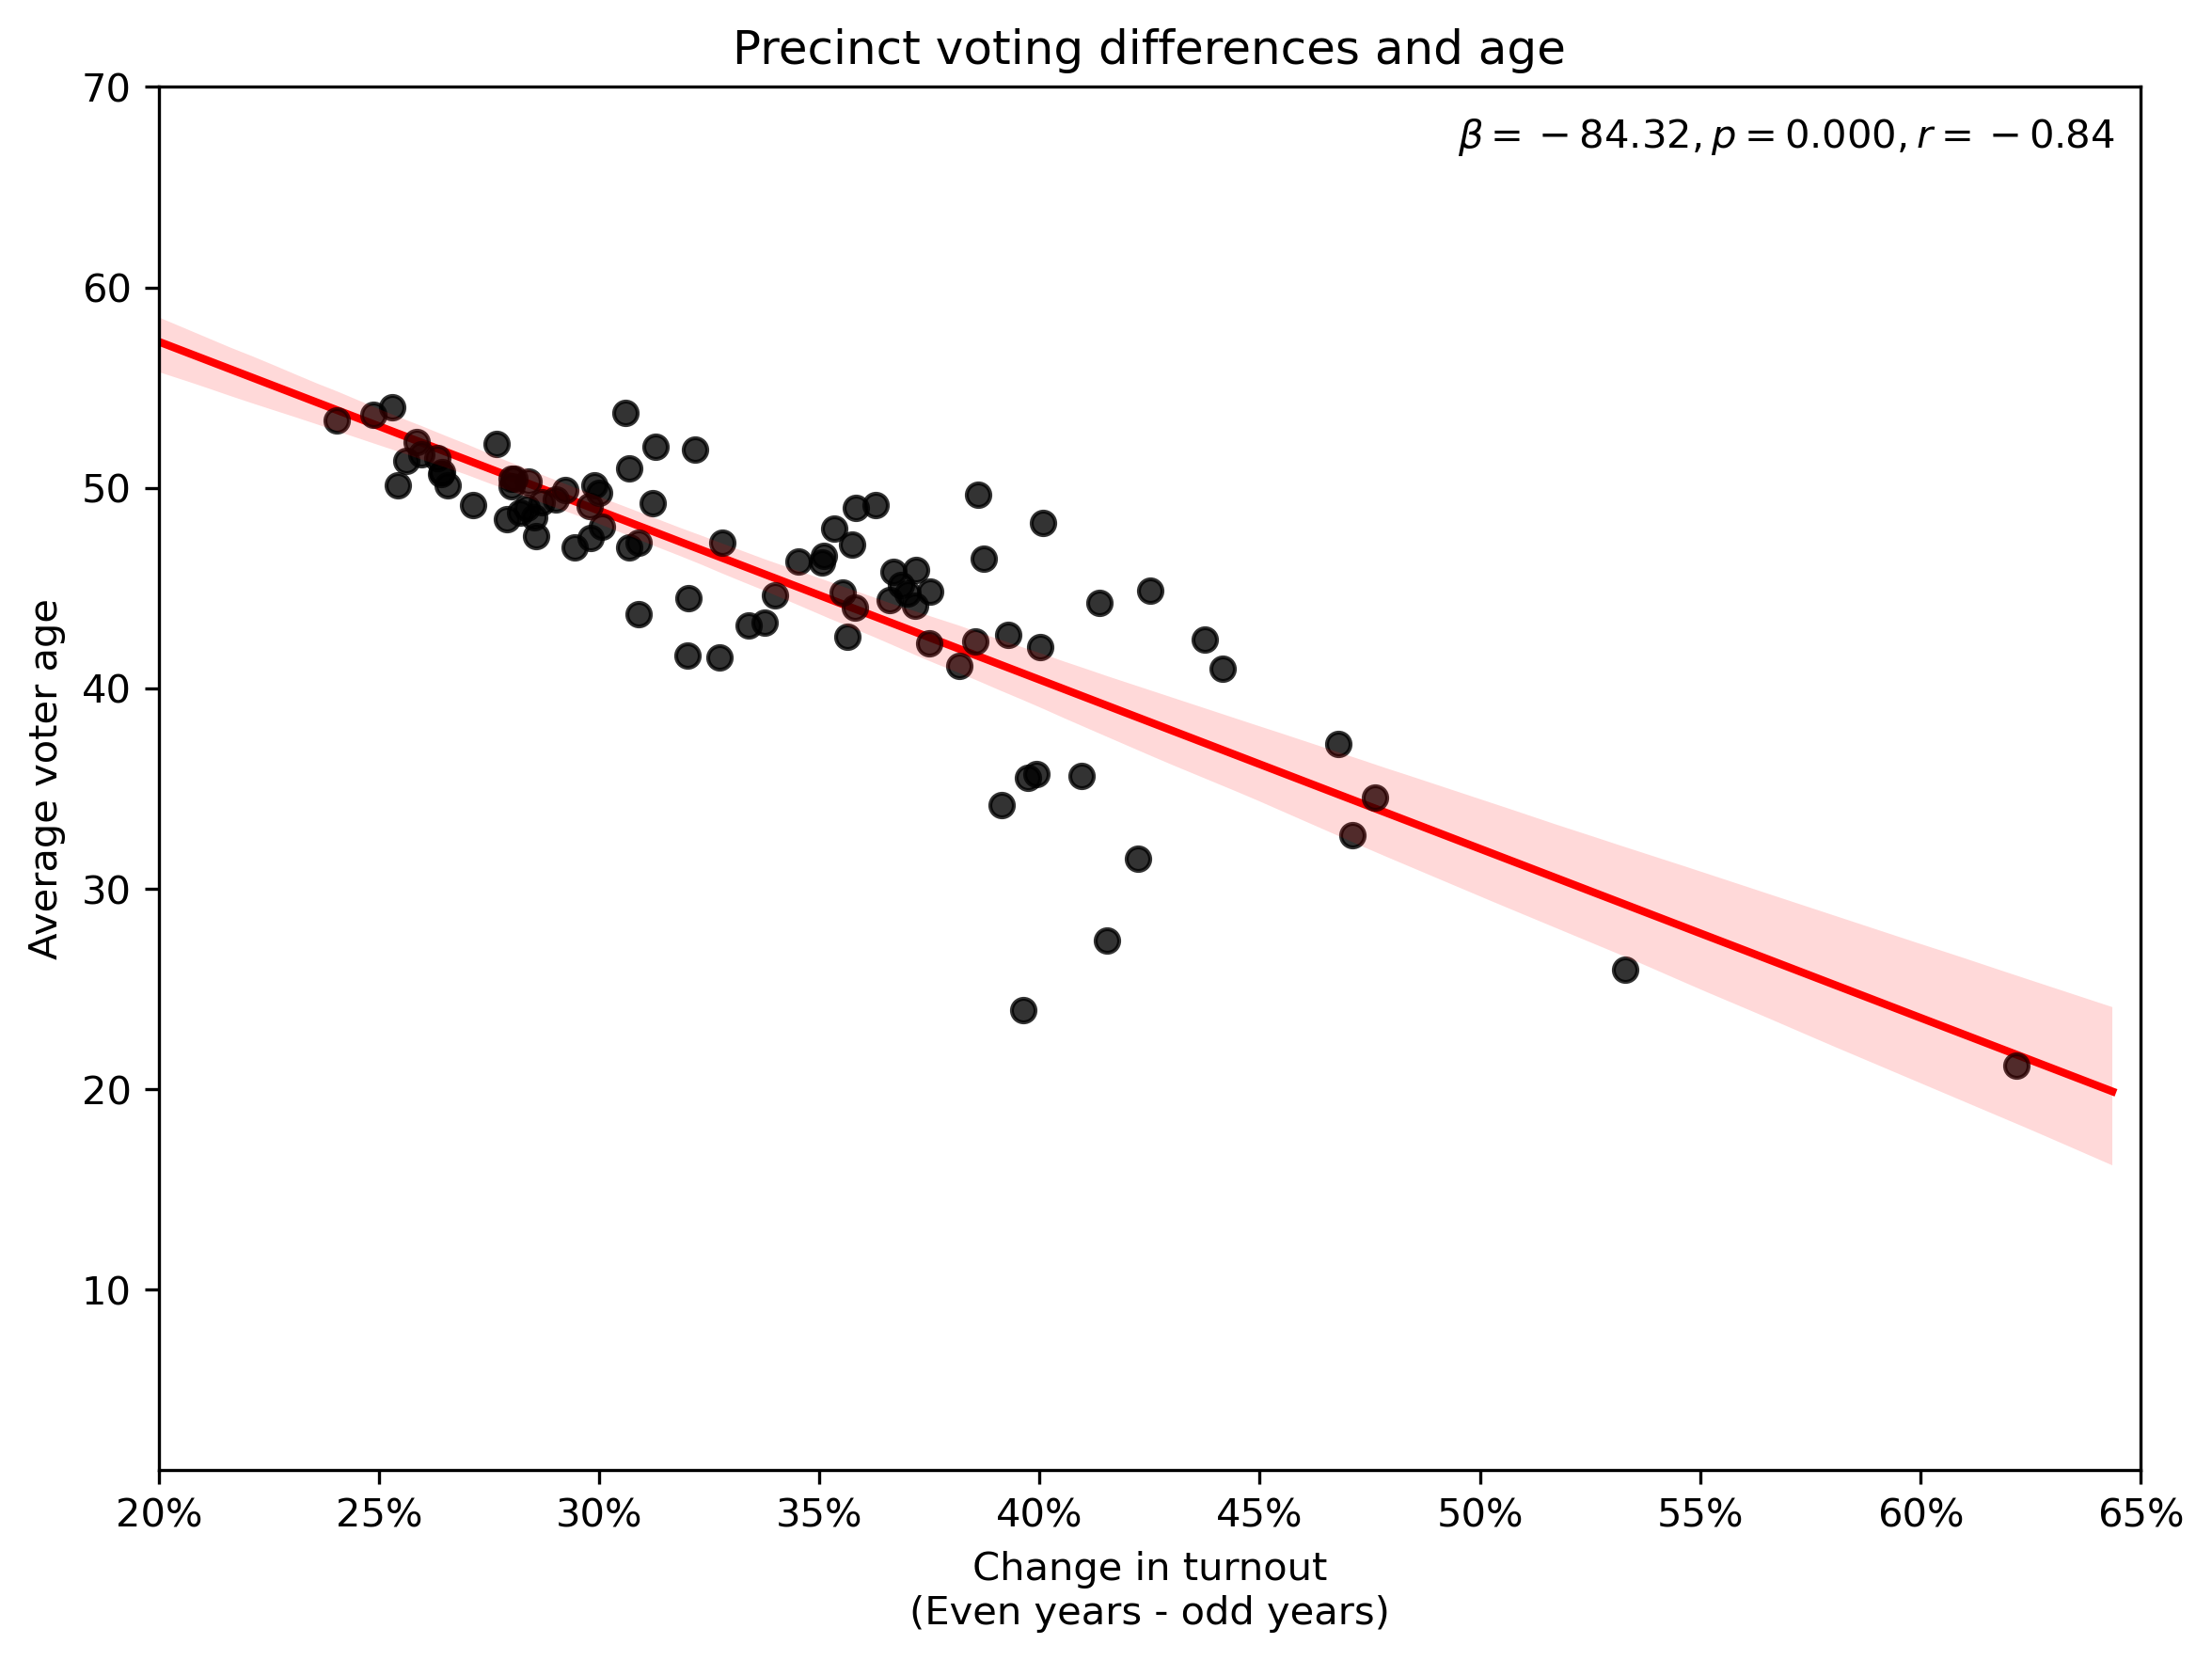 Precinct voting differences and age
β = −84.32, p = 0.000, r = −0.84
70
60
50
40
30
20
10
Average voter age
20% 25% 30% 35% 40% 45% 50% 55% 60% 65%
Change in turnout
(Even years - odd years)